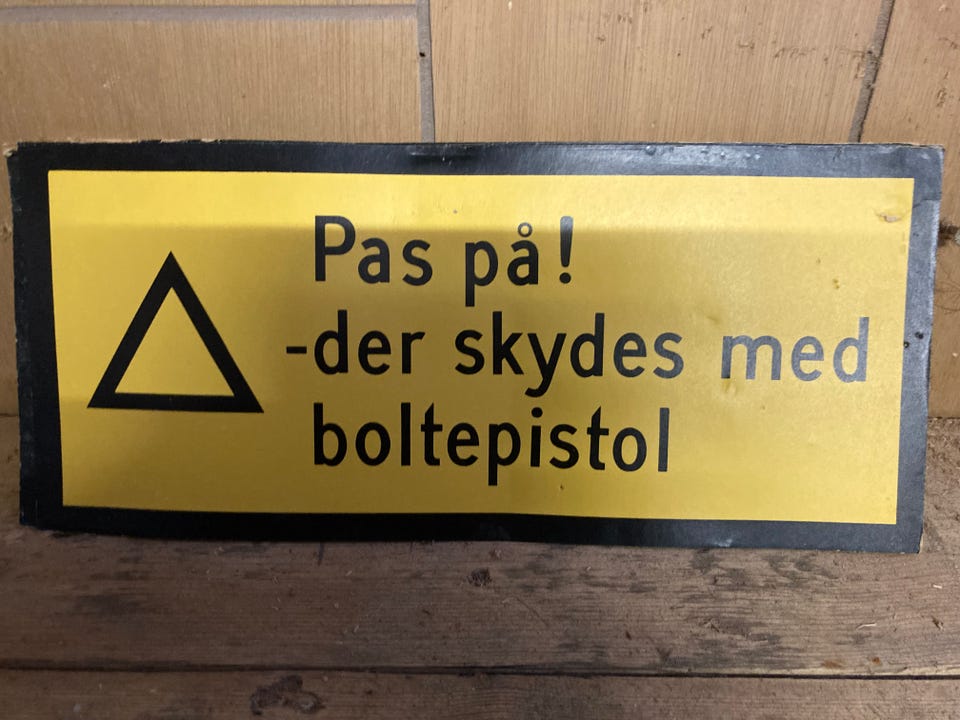 Pas på!
-der skydes med
boltepistol